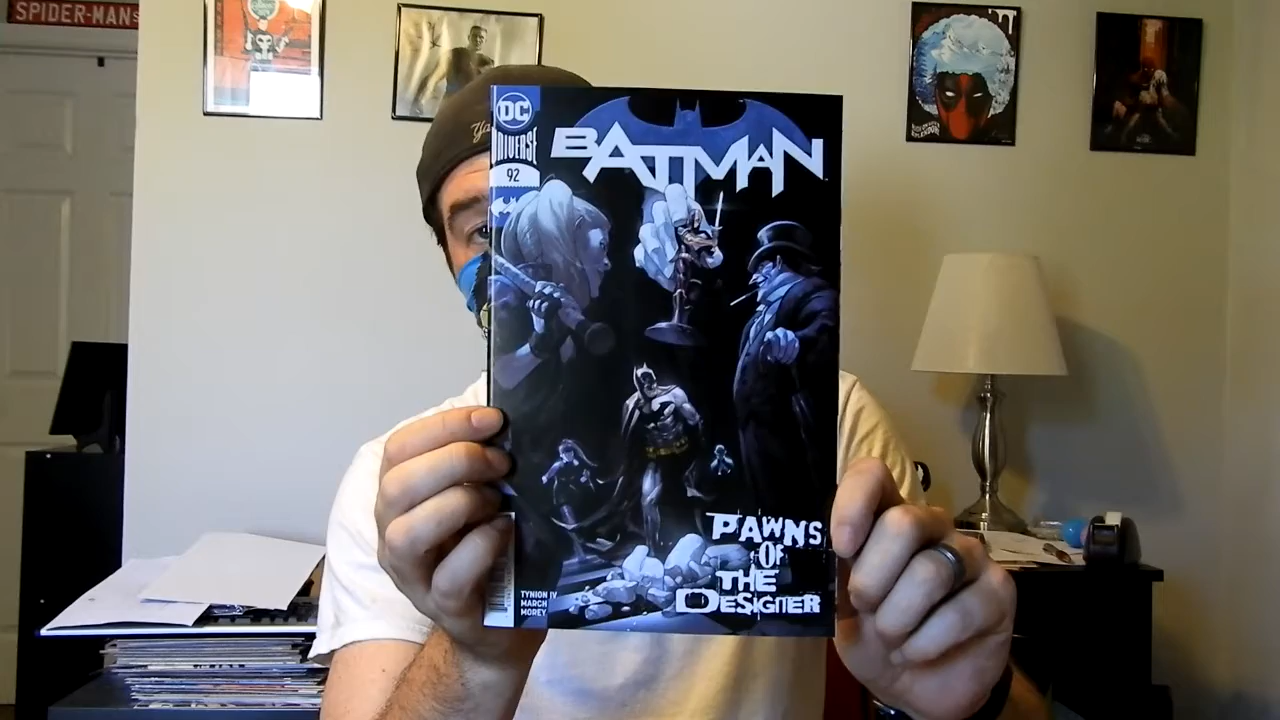 SPIDER-MAN
DC
UNIVERSE
92
BATMAN
PAWNS
OF
THE
DESIGNER
TYNION IV
MARCH
MOREY